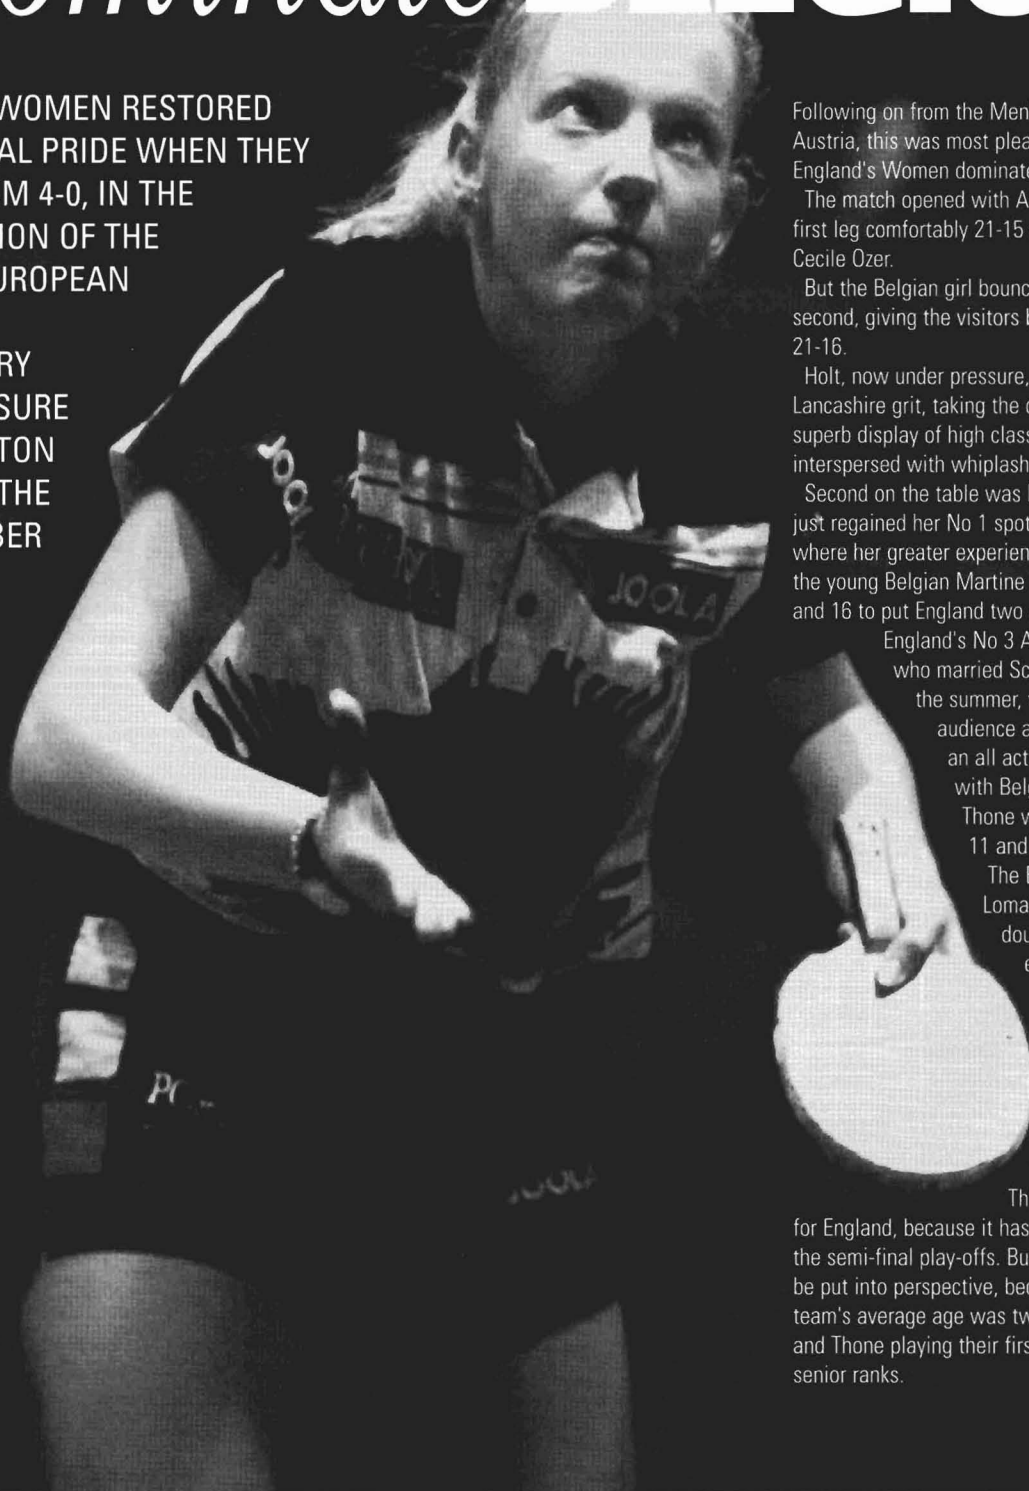 WOMEN RESTORED
AL PRIDE WHEN THEY
M 4-0, IN THE
ION OF THE
UROPEAN
RY
SURE
TON
THE
BER
Following on from the Men
Austria, this was most plea
England's Women dominate
The match opened with A
first leg comfortably 21-15
Cecile Ozer.
But the Belgian girl bounc
second, giving the visitors
21-16.
Holt, now under pressure,
Lancashire grit, taking the
superb display of high class
interspersed with whiplash
Second on the table was
just regained her No 1 spot
where her greater experien
the young Belgian Martine
and 16 to put England two
England's No 3 A
who married Sc
the summer,
audience a
an all act
with Belg
Thone w
11 and
The
Loma
dou
Th
for England, because it has
the semi-final play-offs. Bu
be put into perspective, bec
team's average age was tw
and Thone playing their firs
senior ranks.
JOOLA
JOOLA